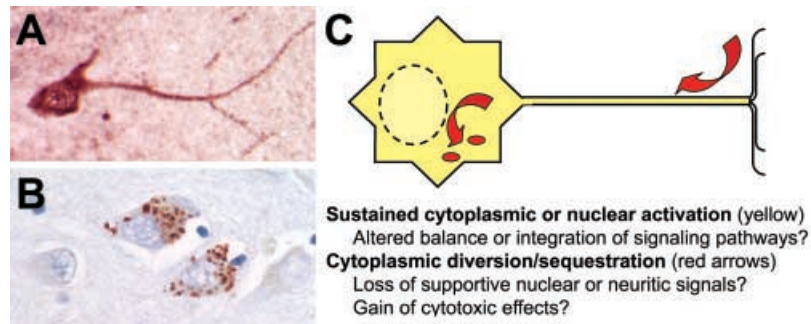 A
B
C
Sustained cytoplasmic or nuclear activation (yellow)
Altered balance or integration of signaling pathways?
Cytoplasmic diversion/sequestration (red arrows)
Loss of supportive nuclear or neuritic signals?
Gain of cytotoxic effects?